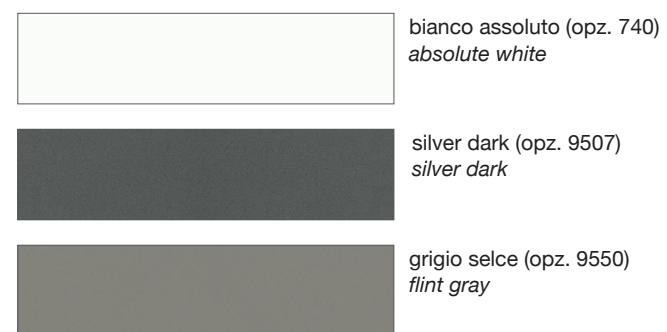 bianco assoluto (opz. 740)
absolute white
silver dark (opz. 9507)
silver dark
grigio selce (opz. 9550)
flint gray